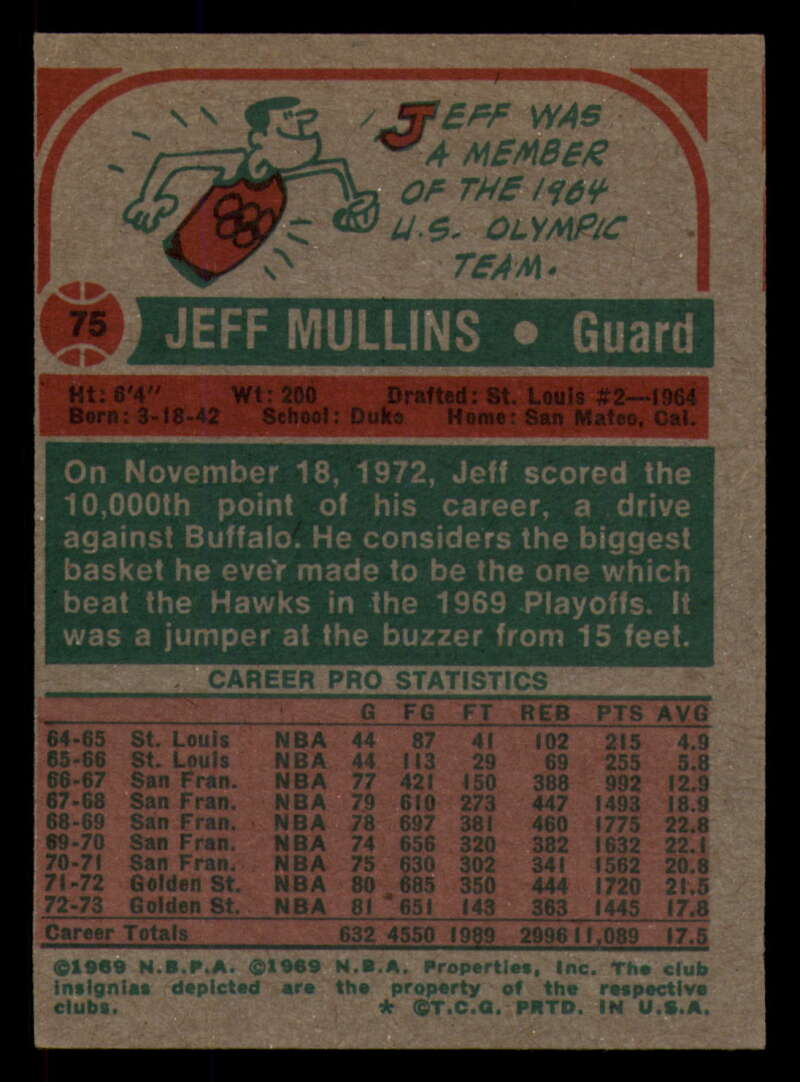 JEFF WAS
A MEMBER
OF THE 1964
U.S. OLYMPIC
TEAM.
75
JEFF MULLINS • Guard
Ht: 6'4" Wt: 200 Drafted: St. Louis #2—1964
Born: 3-18-42 School: Duke Home: San Mateo, Cal.
On November 18, 1972, Jeff scored the
10,000th point of his career, a drive
against Buffalo. He considers the biggest
basket he ever made to be the one which
beat the Hawks in the 1969 Playoffs. It
was a jumper at the buzzer from 15 feet.
CAREER PRO STATISTICS
G FG FT REB PTS AVG
64-65 St. Louis NBA 44 87 41 102 215 4.9
65-66 St. Louis NBA 44 113 29 69 255 5.8
66-67 San Fran. NBA 77 421 150 388 992 12.9
67-68 San Fran. NBA 79 610 273 447 1493 18.9
68-69 San Fran. NBA 78 697 381 460 1775 22.8
69-70 San Fran. NBA 74 656 320 382 1632 22.1
70-71 San Fran. NBA 75 630 302 341 1562 20.8
71-72 Golden St. NBA 80 685 350 444 1720 21.5
72-73 Golden St. NBA 81 651 143 363 1445 17.8
Career Totals 632 4550 1989 2996 11,089 17.5
©1969 N.B.P.A. ©1969 N.B.A. Properties, Inc. The club
insignias depicted are the property of the respective
clubs. * ©T.C.G. PRTD. IN U.S.A.